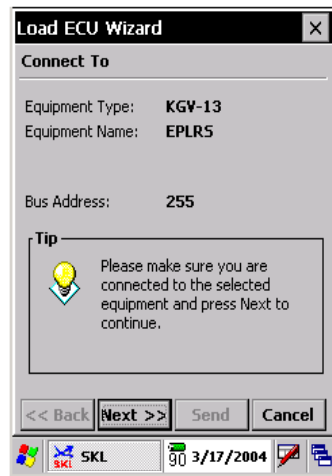 Load ECU Wizard
Connect To
Equipment Type: KGV-13
Equipment Name: EPLRS
Bus Address: 255
Tip
Please make sure you are
connected to the selected
equipment and press Next to
continue.
<< Back Next >> Send Cancel
SKL SKL 90 3/17/2004